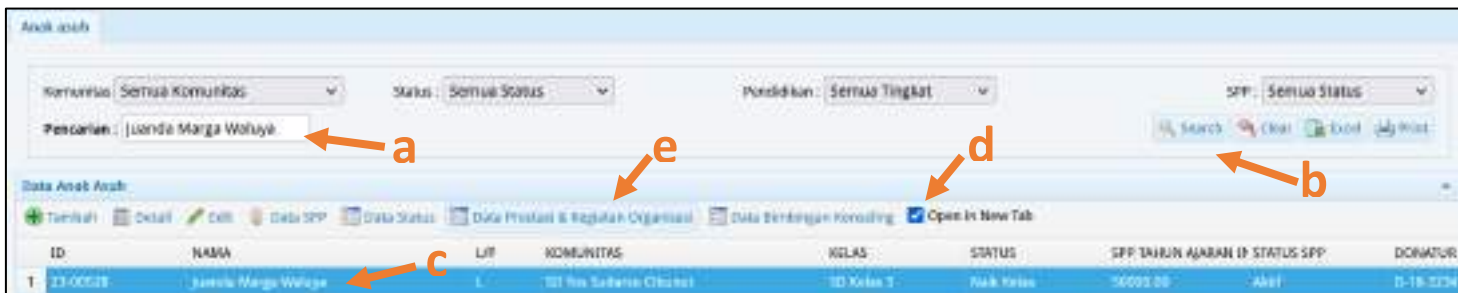 Anak asuh
Komunitas Semua Komunitas Status : Semua Status Pendidikan : Semua Tingkat SPP : Semua Status
Pencarian : Juanda Marga Waluya Search Clear Excel Print
a
b
e
d
Data Anak Asuh
Tambah Detail Edit Data SPP Data Status Data Prestasi & Kegiatan Organisasi Data Bimbingan Konseling Open In New Tab
ID NAMA L/P KOMUNITAS KELAS STATUS SPP TAHUN AJARAN STATUS SPP DONATUR
c
1 Juanda Marga Waluya L Naik Kelas Aktif